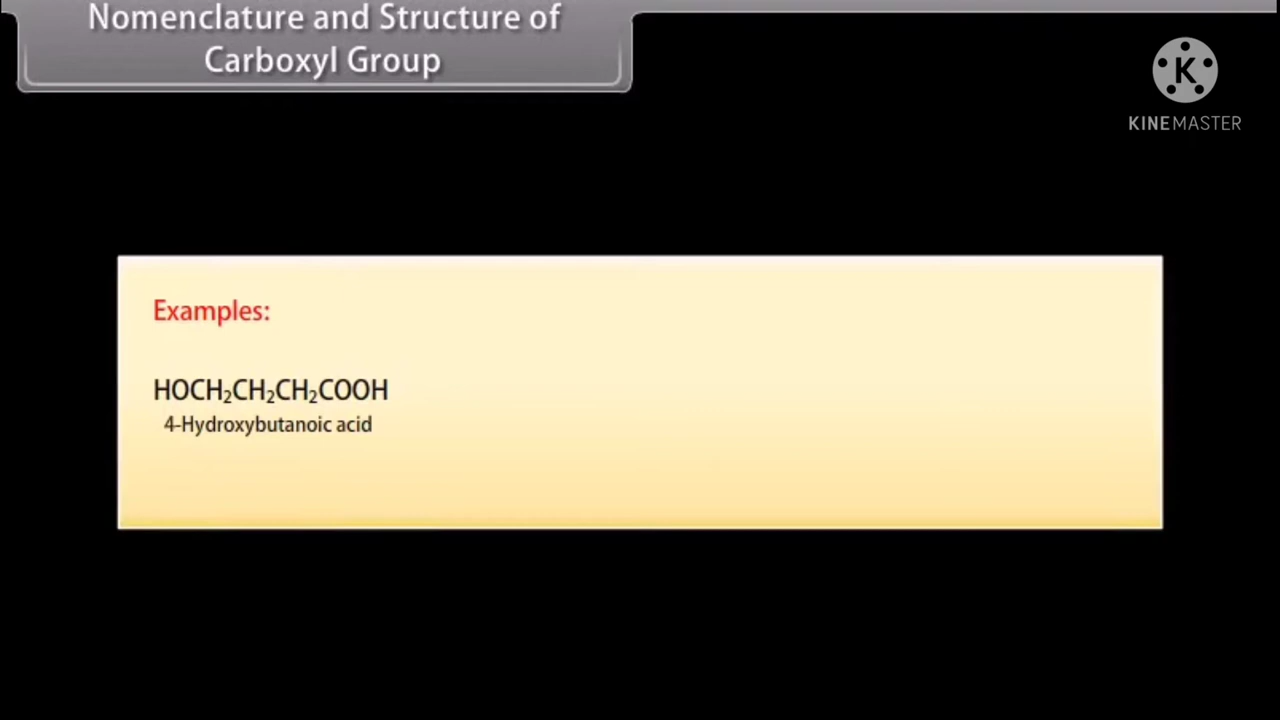 Nomenclature and Structure of
Carboxyl Group
K
KINEMASTER
Examples:
HOCH₂CH₂CH₂COOH
4-Hydroxybutanoic acid